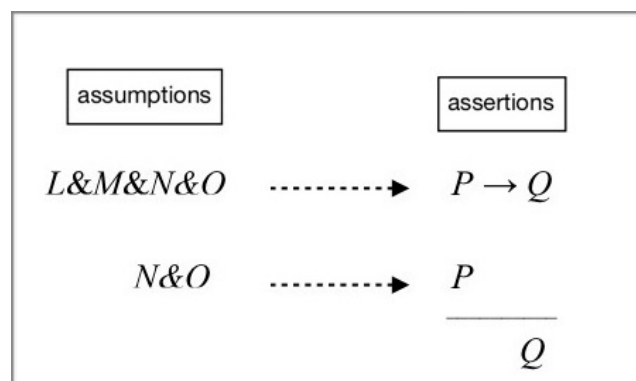 assumptions assertions
L&M&N&O P → Q
N&O P
Q